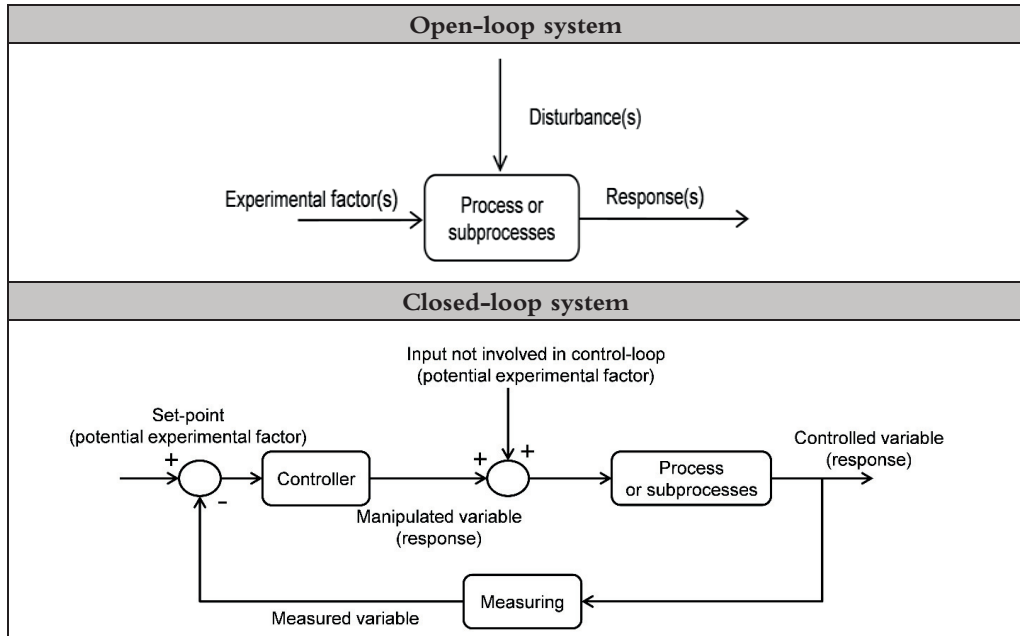 Open-loop system
Disturbance(s)
Experimental factor(s)
Process or
subprocesses
Response(s)
Closed-loop system
Input not involved in control-loop
(potential experimental factor)
Set-point
(potential experimental factor)
+
-
Controller
Manipulated variable
(response)
+
+
Process
or subprocesses
Controlled variable
(response)
Measuring
Measured variable